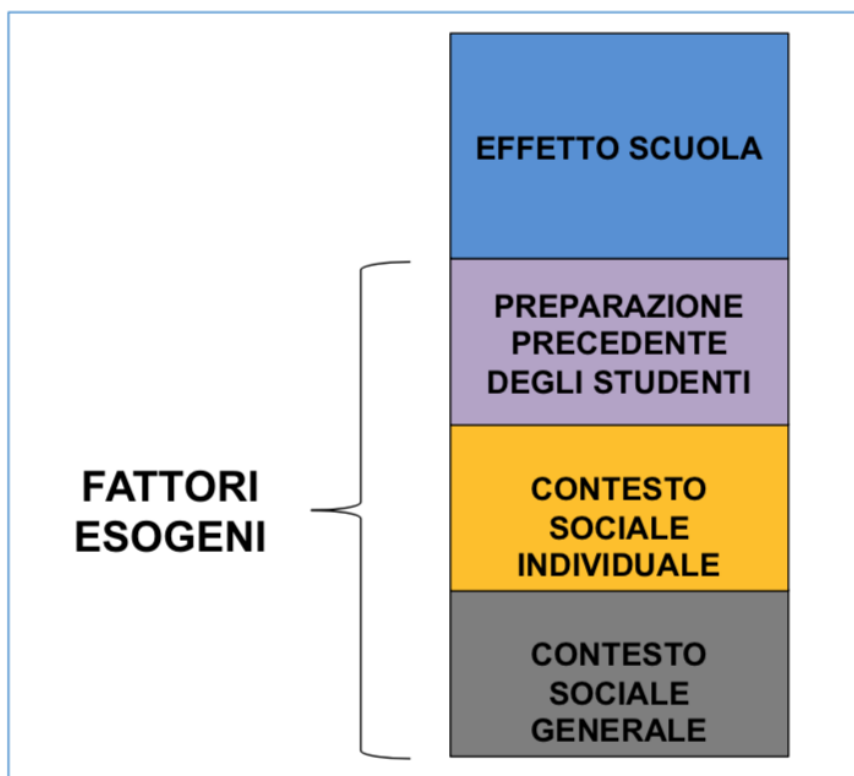 EFFETTO SCUOLA
PREPARAZIONE
PRECEDENTE
DEGLI STUDENTI
FATTORI
ESOGENI
CONTESTO
SOCIALE
INDIVIDUALE
CONTESTO
SOCIALE
GENERALE